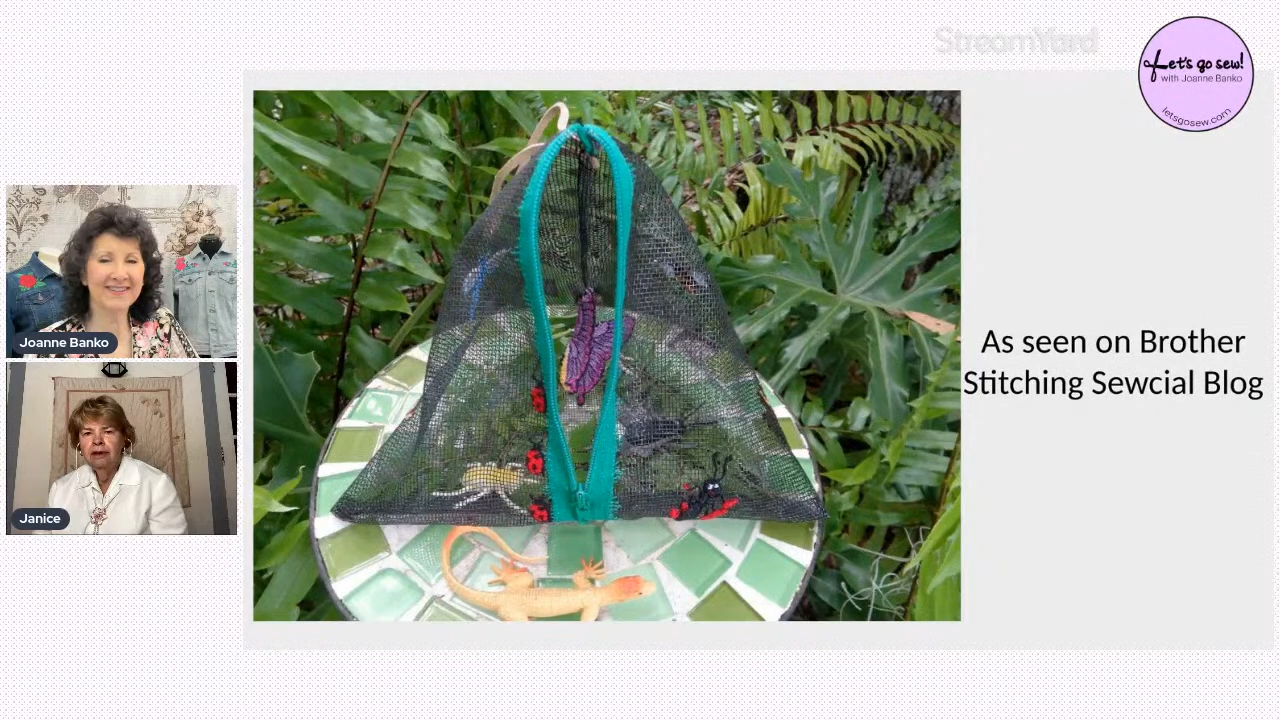 StreamYard
Let's go sew!
with Joanne Banko
letsgosew.com
Joanne Banko
Janice
As seen on Brother
Stitching Sewcial Blog